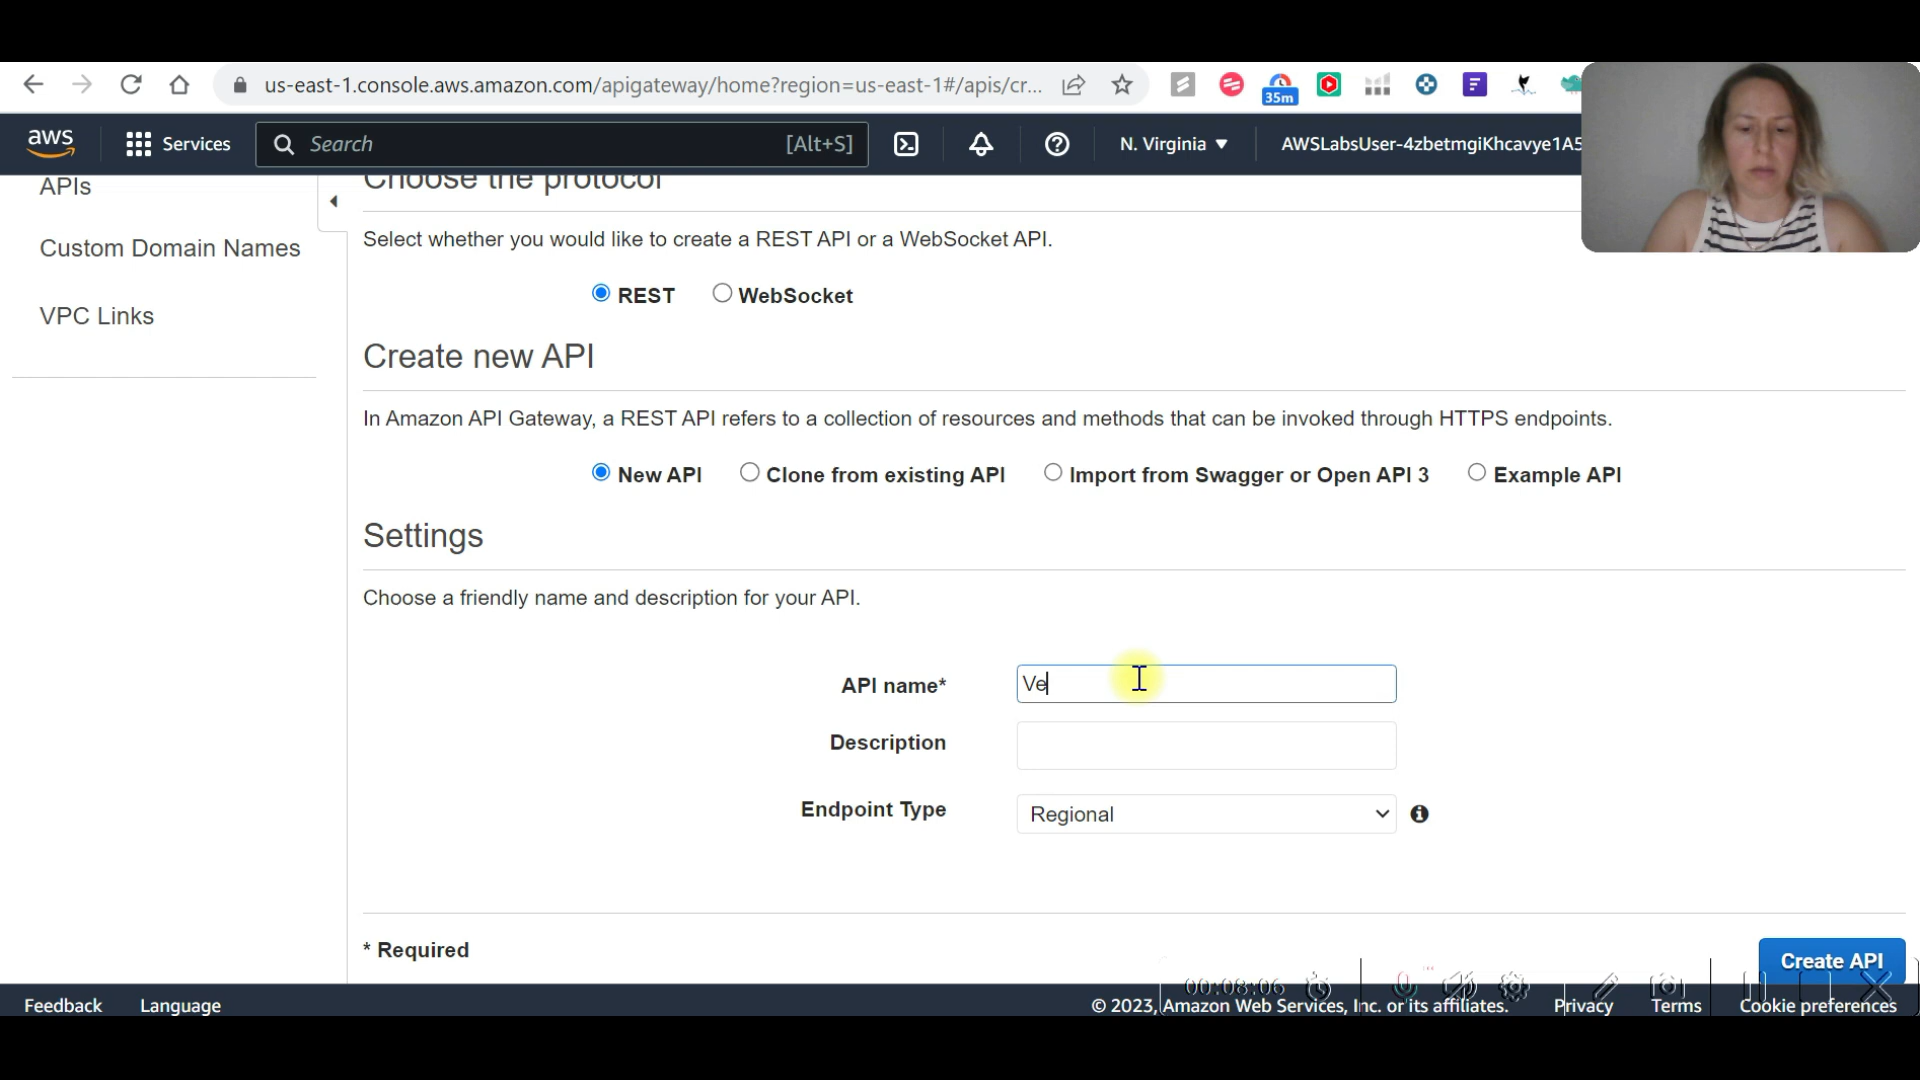 us-east-1.console.aws.amazon.com/apigateway/home?region=us-east-1#/apis/cr...
35m
aws
Services
Search
[Alt+S]
N. Virginia
AWSLabsUser-4zbetmgiKhcavye1A5
APIs
Custom Domain Names
VPC Links
Choose the protocol
Select whether you would like to create a REST API or a WebSocket API.
REST
WebSocket
Create new API
In Amazon API Gateway, a REST API refers to a collection of resources and methods that can be invoked through HTTPS endpoints.
New API
Clone from existing API
Import from Swagger or Open API 3
Example API
Settings
Choose a friendly name and description for your API.
API name*
Ve
Description
Endpoint Type
Regional
* Required
Create API
00:08:06
Feedback
Language
© 2023, Amazon Web Services, Inc. or its affiliates.
Privacy
Terms
Cookie preferences